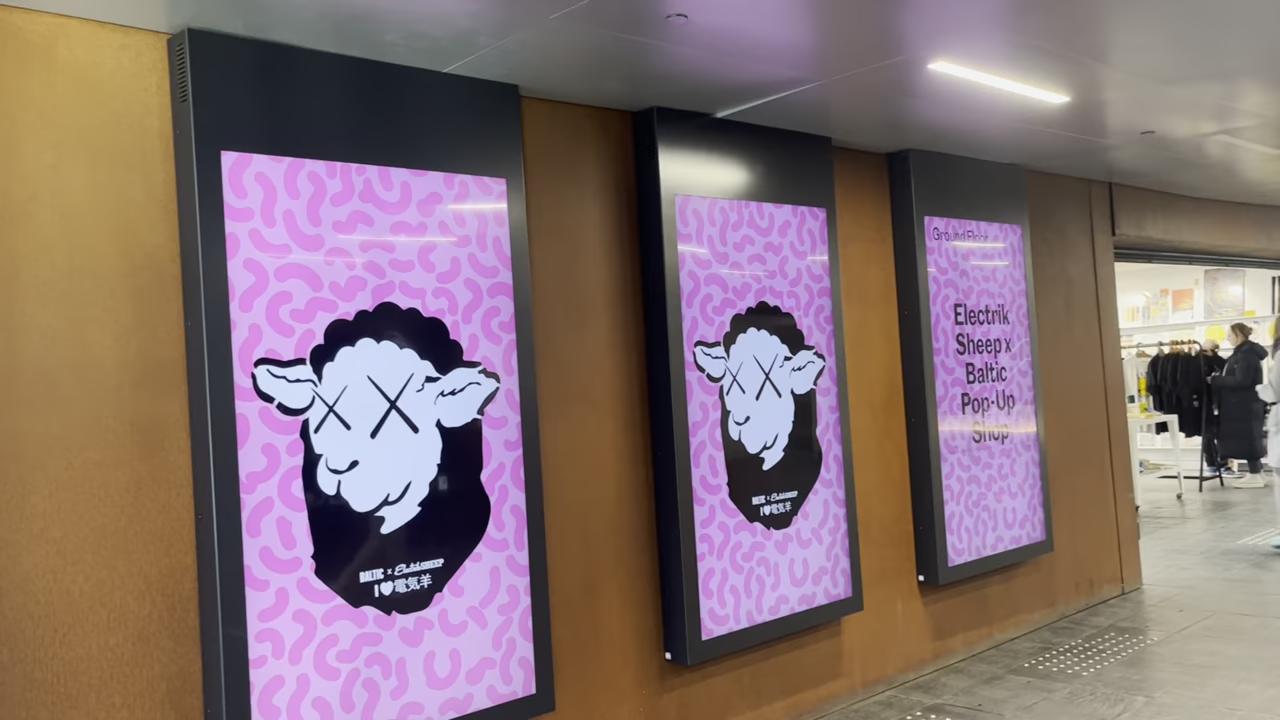 BALTIC x ElectrikSHEEP
I♥電気羊
BALTIC x ElectrikSHEEP
I♥電気羊
Ground Floor
Electrik
Sheep x
Baltic
Pop-Up
Shop